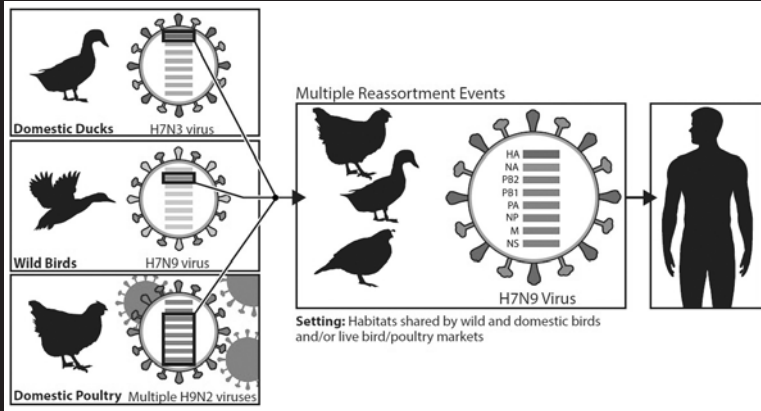 Domestic Ducks
H7N3 virus
Wild Birds
H7N9 virus
Domestic Poultry
Multiple H9N2 viruses
Multiple Reassortment Events
HA
NA
PB2
PB1
PA
NP
M
NS
H7N9 Virus
Setting: Habitats shared by wild and domestic birds
and/or live bird/poultry markets